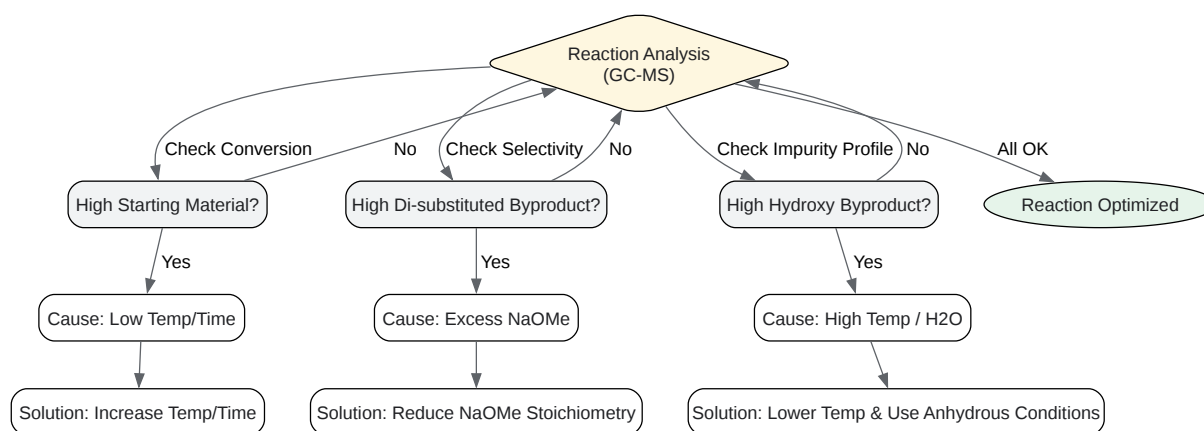 Reaction Analysis
(GC-MS)
Check Conversion
No
Check Selectivity
No
Check Impurity Profile
No
All OK
High Starting Material?
High Di-substituted Byproduct?
High Hydroxy Byproduct?
Reaction Optimized
Yes
Yes
Yes
Cause: Low Temp/Time
Cause: Excess NaOMe
Cause: High Temp / H2O
Solution: Increase Temp/Time
Solution: Reduce NaOMe Stoichiometry
Solution: Lower Temp & Use Anhydrous Conditions